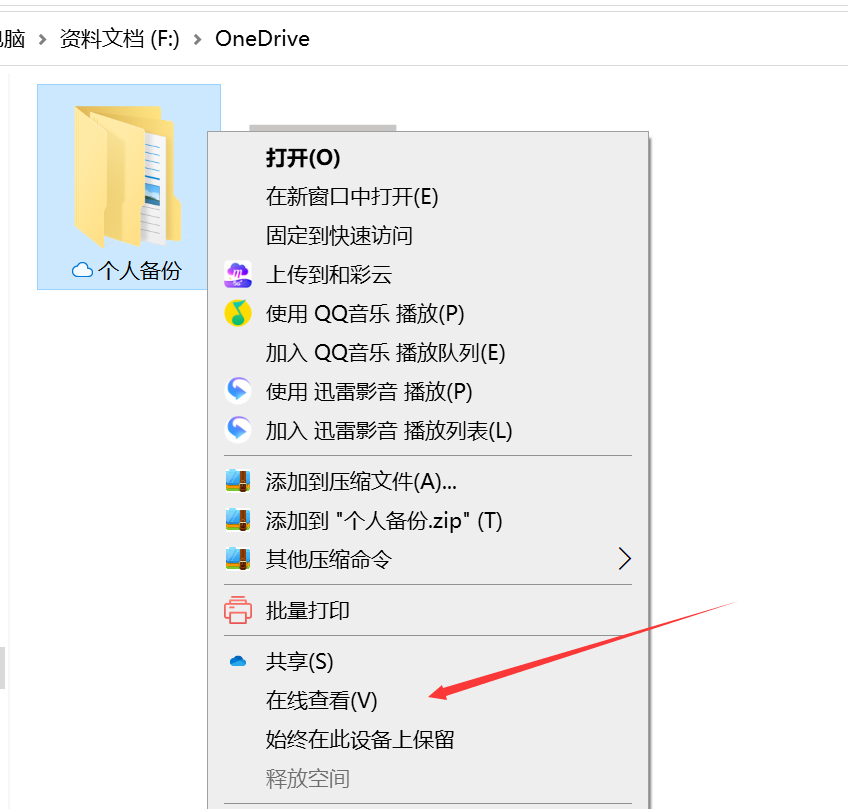 脑 > 资料文档 (F:) > OneDrive
个人备份
打开(O)
在新窗口中打开(E)
固定到快速访问
上传到和彩云
使用 QQ音乐 播放(P)
加入 QQ音乐 播放队列(E)
使用 迅雷影音 播放(P)
加入 迅雷影音 播放列表(L)
添加到压缩文件(A)...
添加到 "个人备份.zip" (T)
其他压缩命令
批量打印
共享(S)
在线查看(V)
始终在此设备上保留
释放空间